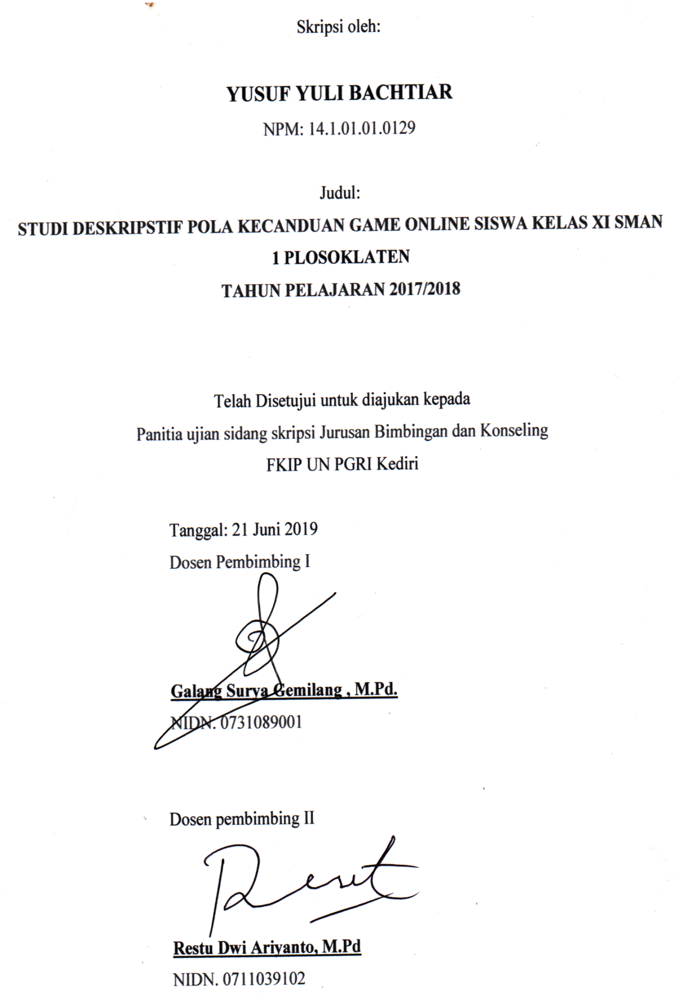 Skripsi oleh:
YUSUF YULI BACHTIAR
NPM: 14.1.01.01.0129
Judul:
STUDI DESKRIPSTIF POLA KECANDUAN GAME ONLINE SISWA KELAS XI SMAN
1 PLOSOKLATEN
TAHUN PELAJARAN 2017/2018
Telah Disetujui untuk diajukan kepada
Panitia ujian sidang skripsi Jurusan Bimbingan dan Konseling
FKIP UN PGRI Kediri
Tanggal: 21 Juni 2019
Dosen Pembimbing I
Galang Surya Gemilang , M.Pd.
NIDN. 0731089001
Dosen pembimbing II
Restu Dwi Ariyanto, M.Pd
NIDN. 0711039102